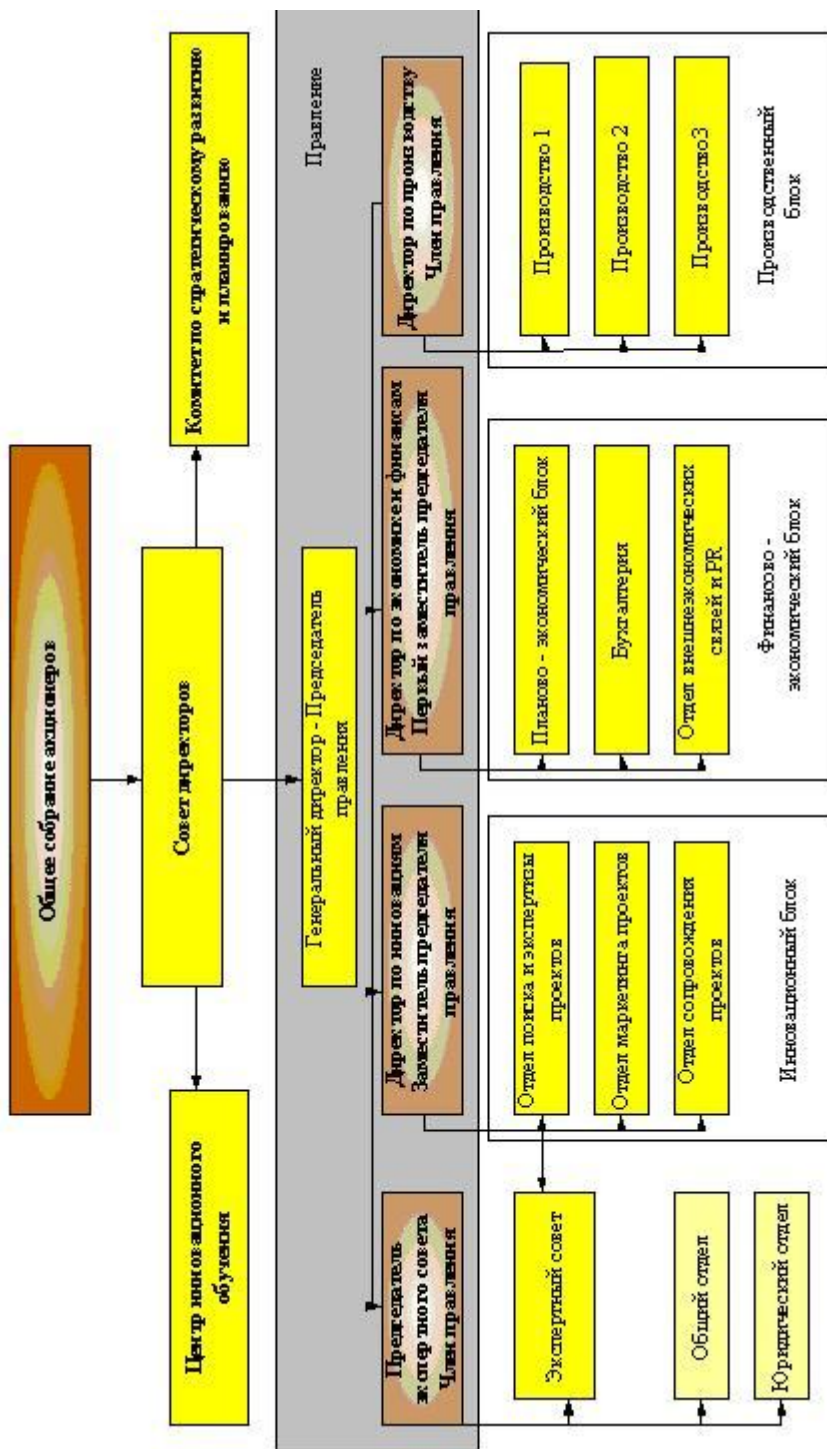 Общее собрание акционеров
Центр инновационного
обучения
Совет директоров
Комитет по стратегическому развитию
и планированию
Правление
Генеральный директор - Председатель
правления
Председатель
экспертного совета
Член правления
Директор по инновациям
Заместитель председателя
правления
Директор по экономике и финансам
Первый заместитель председателя
правления
Директор по производству
Член правления
Экспертный совет
Общий отдел
Юридический отдел
Отдел поиска и экспертизы
проектов
Отдел маркетинга проектов
Отдел сопровождения
проектов
Инновационный блок
Планово - экономический блок
Бухгалтерия
Отдел внешнеэкономических
связей и PR
Финансово -
экономический блок
Производство 1
Производство 2
Производство3
Производственный
блок